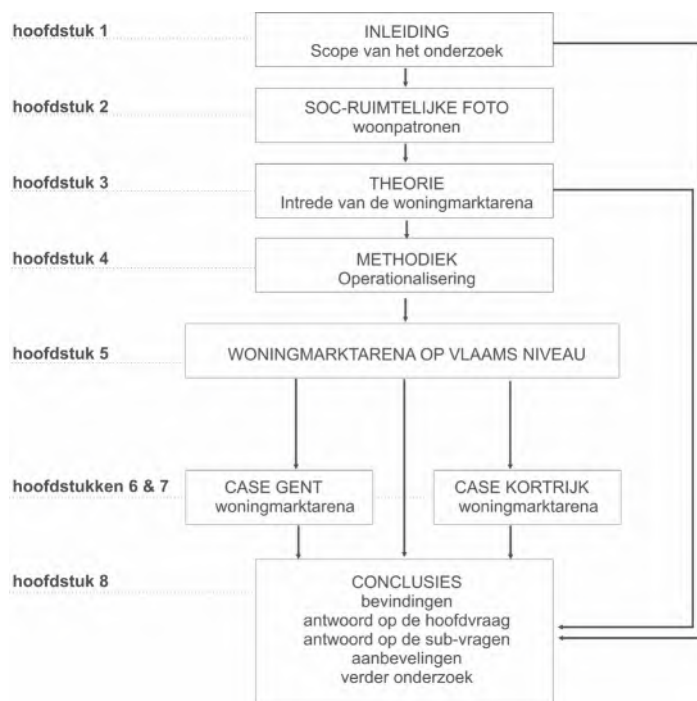 hoofdstuk 1
INLEIDING
Scope van het onderzoek
hoofdstuk 2
SOC-RUIMTELIJKE FOTO
woonpatronen
hoofdstuk 3
THEORIE
Intrede van de woningmarktarena
hoofdstuk 4
METHODIEK
Operationalisering
hoofdstuk 5
WONINGMARKTARENA OP VLAAMS NIVEAU
hoofdstukken 6 & 7
CASE GENT
woningmarktarena
CASE KORTRIJK
woningmarktarena
hoofdstuk 8
CONCLUSIES
bevindingen
antwoord op de hoofdvraag
antwoord op de sub-vragen
aanbevelingen
verder onderzoek